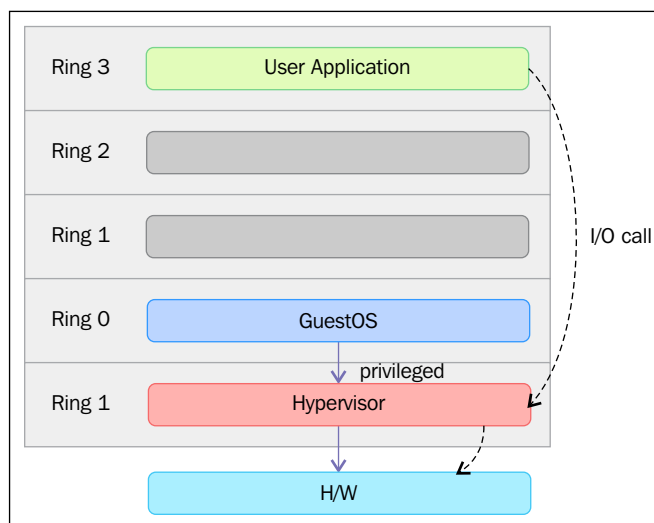 Ring 3
User Application
Ring 2
Ring 1
I/O call
Ring 0
GuestOS
privileged
Ring 1
Hypervisor
H/W